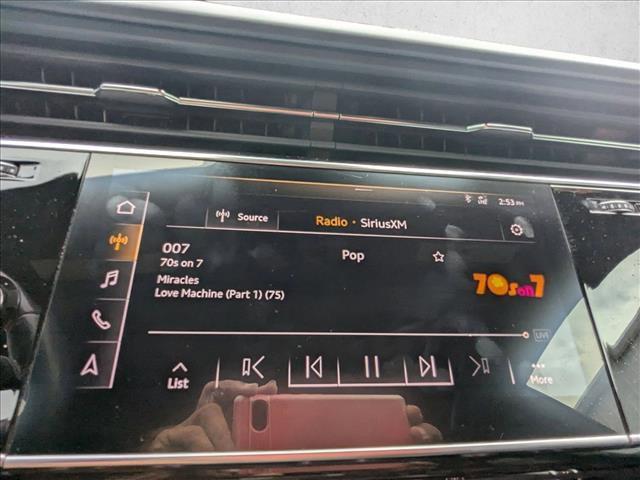 LTE 2:53 PM
Source Radio • SiriusXM
007 Pop
70s on 7
Miracles
Love Machine (Part 1) (75)
70s on 7
LIVE
List More